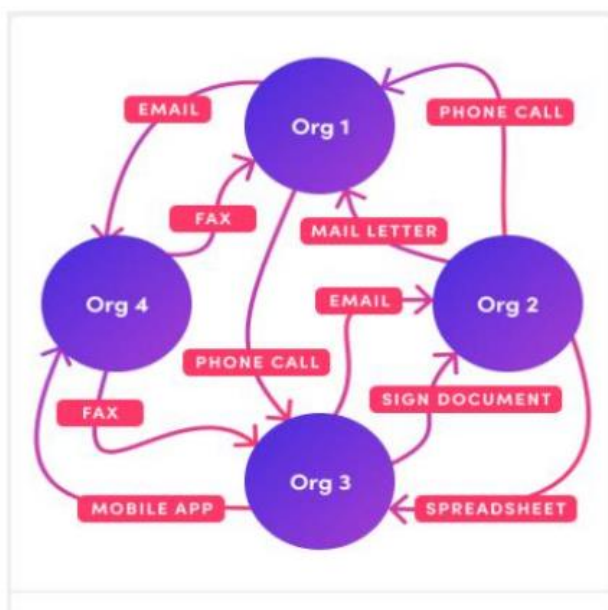 Org 1
EMAIL
PHONE CALL
FAX
MAIL LETTER
Org 4
EMAIL
Org 2
PHONE CALL
SIGN DOCUMENT
FAX
Org 3
MOBILE APP
SPREADSHEET